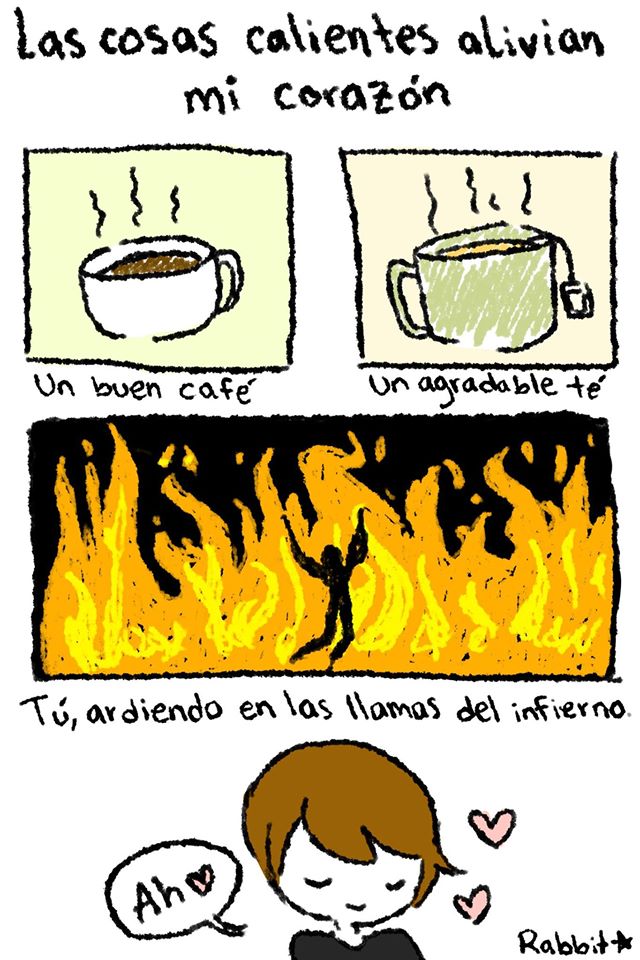 Las cosas calientes alivian
mi corazón
Un buen café
Un agradable té
Tú, ardiendo en las llamas del infierno.
Ah
Rabbit